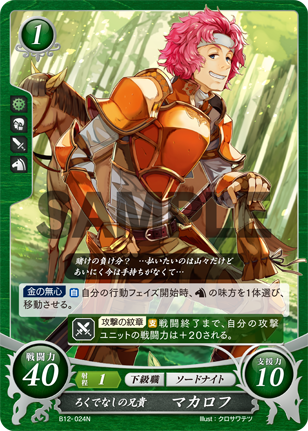 1
SAMPLE
賭けの負け分? …払いたいのは山々だけど
あいにく今は手持ちがなくて…
金の無心 自 自分の行動フェイズ開始時、の味方を1体選び、
移動させる。
攻撃の紋章 支 戦闘終了まで、自分の攻撃
ユニットの戦闘力は+20される。
戦闘力
40
射程 1 下級職 ソードナイト
ろくでなしの兄貴 マカロフ
支援力
10
B12-024N Illust:クロサワテツ